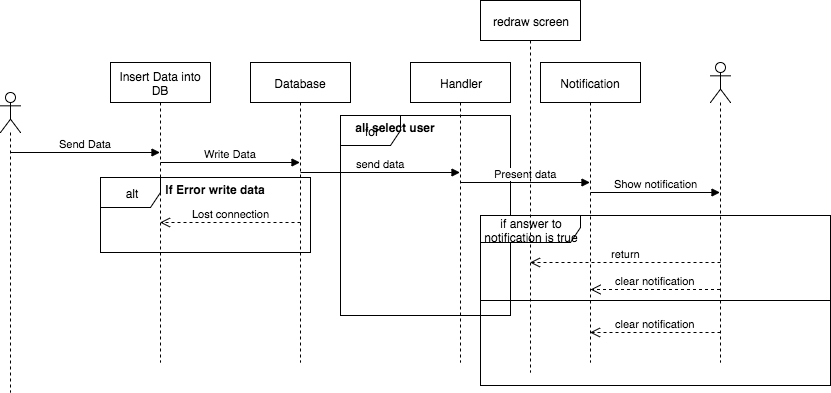 redraw screen
Insert Data into
DB
Database
Handler
Notification
all select user
for
Send Data
Write Data
send data
Present data
Show notification
alt
If Error write data
Lost connection
if answer to
notification is true
return
clear notification
clear notification